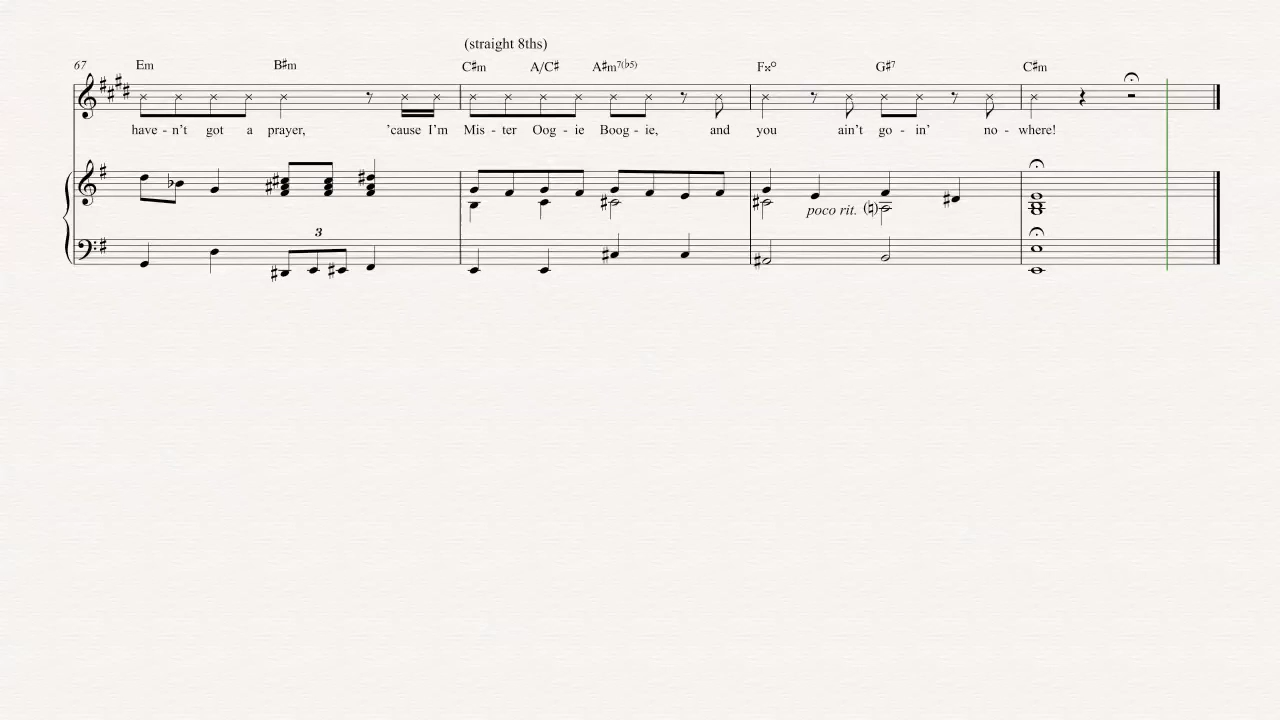 (straight 8ths)
67 Em B♯m C♯m A/C♯ A♯m7(♭5) F𝄪o G♯7 C♯m
have - n't got a prayer, 'cause I'm Mis - ter Oog - ie Boog - ie, and you ain't go - in' no - where!
poco rit.
3